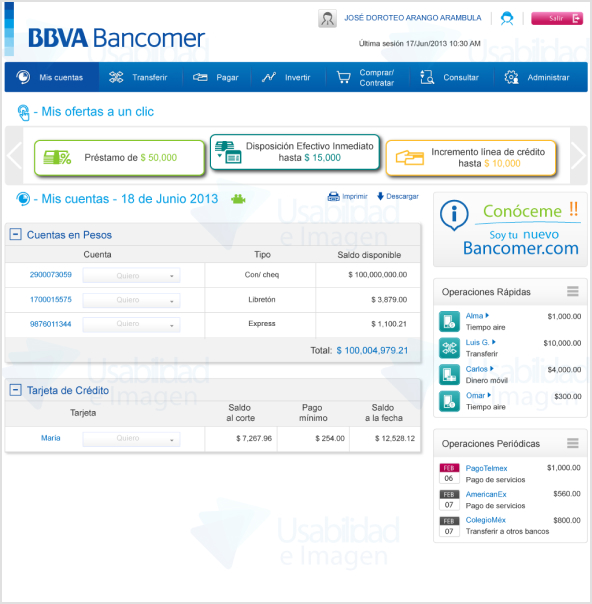 BBVA Bancomer
JOSÉ DOROTEO ARANGO ARAMBULA
Salir
Última sesión 17/Jun/2013 10:30 AM
Mis cuentas
Transferir
Pagar
Invertir
Comprar/
Contratar
Consultar
Administrar
- Mis ofertas a un clic
Préstamo de $ 50,000
Disposición Efectivo Inmediato
hasta $ 15,000
Incremento línea de crédito
hasta $ 10,000
- Mis cuentas - 18 de Junio 2013
Imprimir
Descargar
Cuentas en Pesos
Cuenta Tipo Saldo disponible
2900073059 Quiero Con/ cheq $ 100,000,000.00
1700015575 Quiero Libretón $ 3,879.00
9876011344 Quiero Express $ 1,100.21
Total: $ 100,004,979.21
Tarjeta de Crédito
Tarjeta Saldo al corte Pago mínimo Saldo a la fecha
Maria Quiero $ 7,267.96 $ 254.00 $ 12,528.12
Conóceme !!
Soy tu nuevo
Bancomer.com
Operaciones Rápidas
Alma $1,000.00
Tiempo aire
Luis G. $10,000.00
Transferir
Carlos $4,000.00
Dinero móvil
Omar $300.00
Tiempo aire
Operaciones Periódicas
FEB PagoTelmex $1,000.00
06 Pago de servicios
FEB AmericanEx $560.00
07 Pago de servicios
FEB ColegioMéx $800.00
07 Transferir a otros bancos
Usabilidad
e Imagen
Usabilidad
e Imagen
Usabilidad
e Imagen